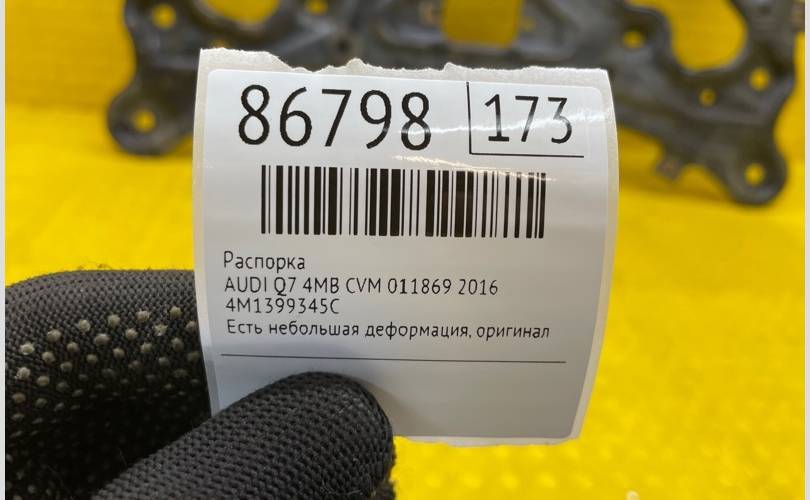 86798 173
Распорка
AUDI Q7 4MB CVM 011869 2016
4M1399345C
Есть небольшая деформация, оригинал